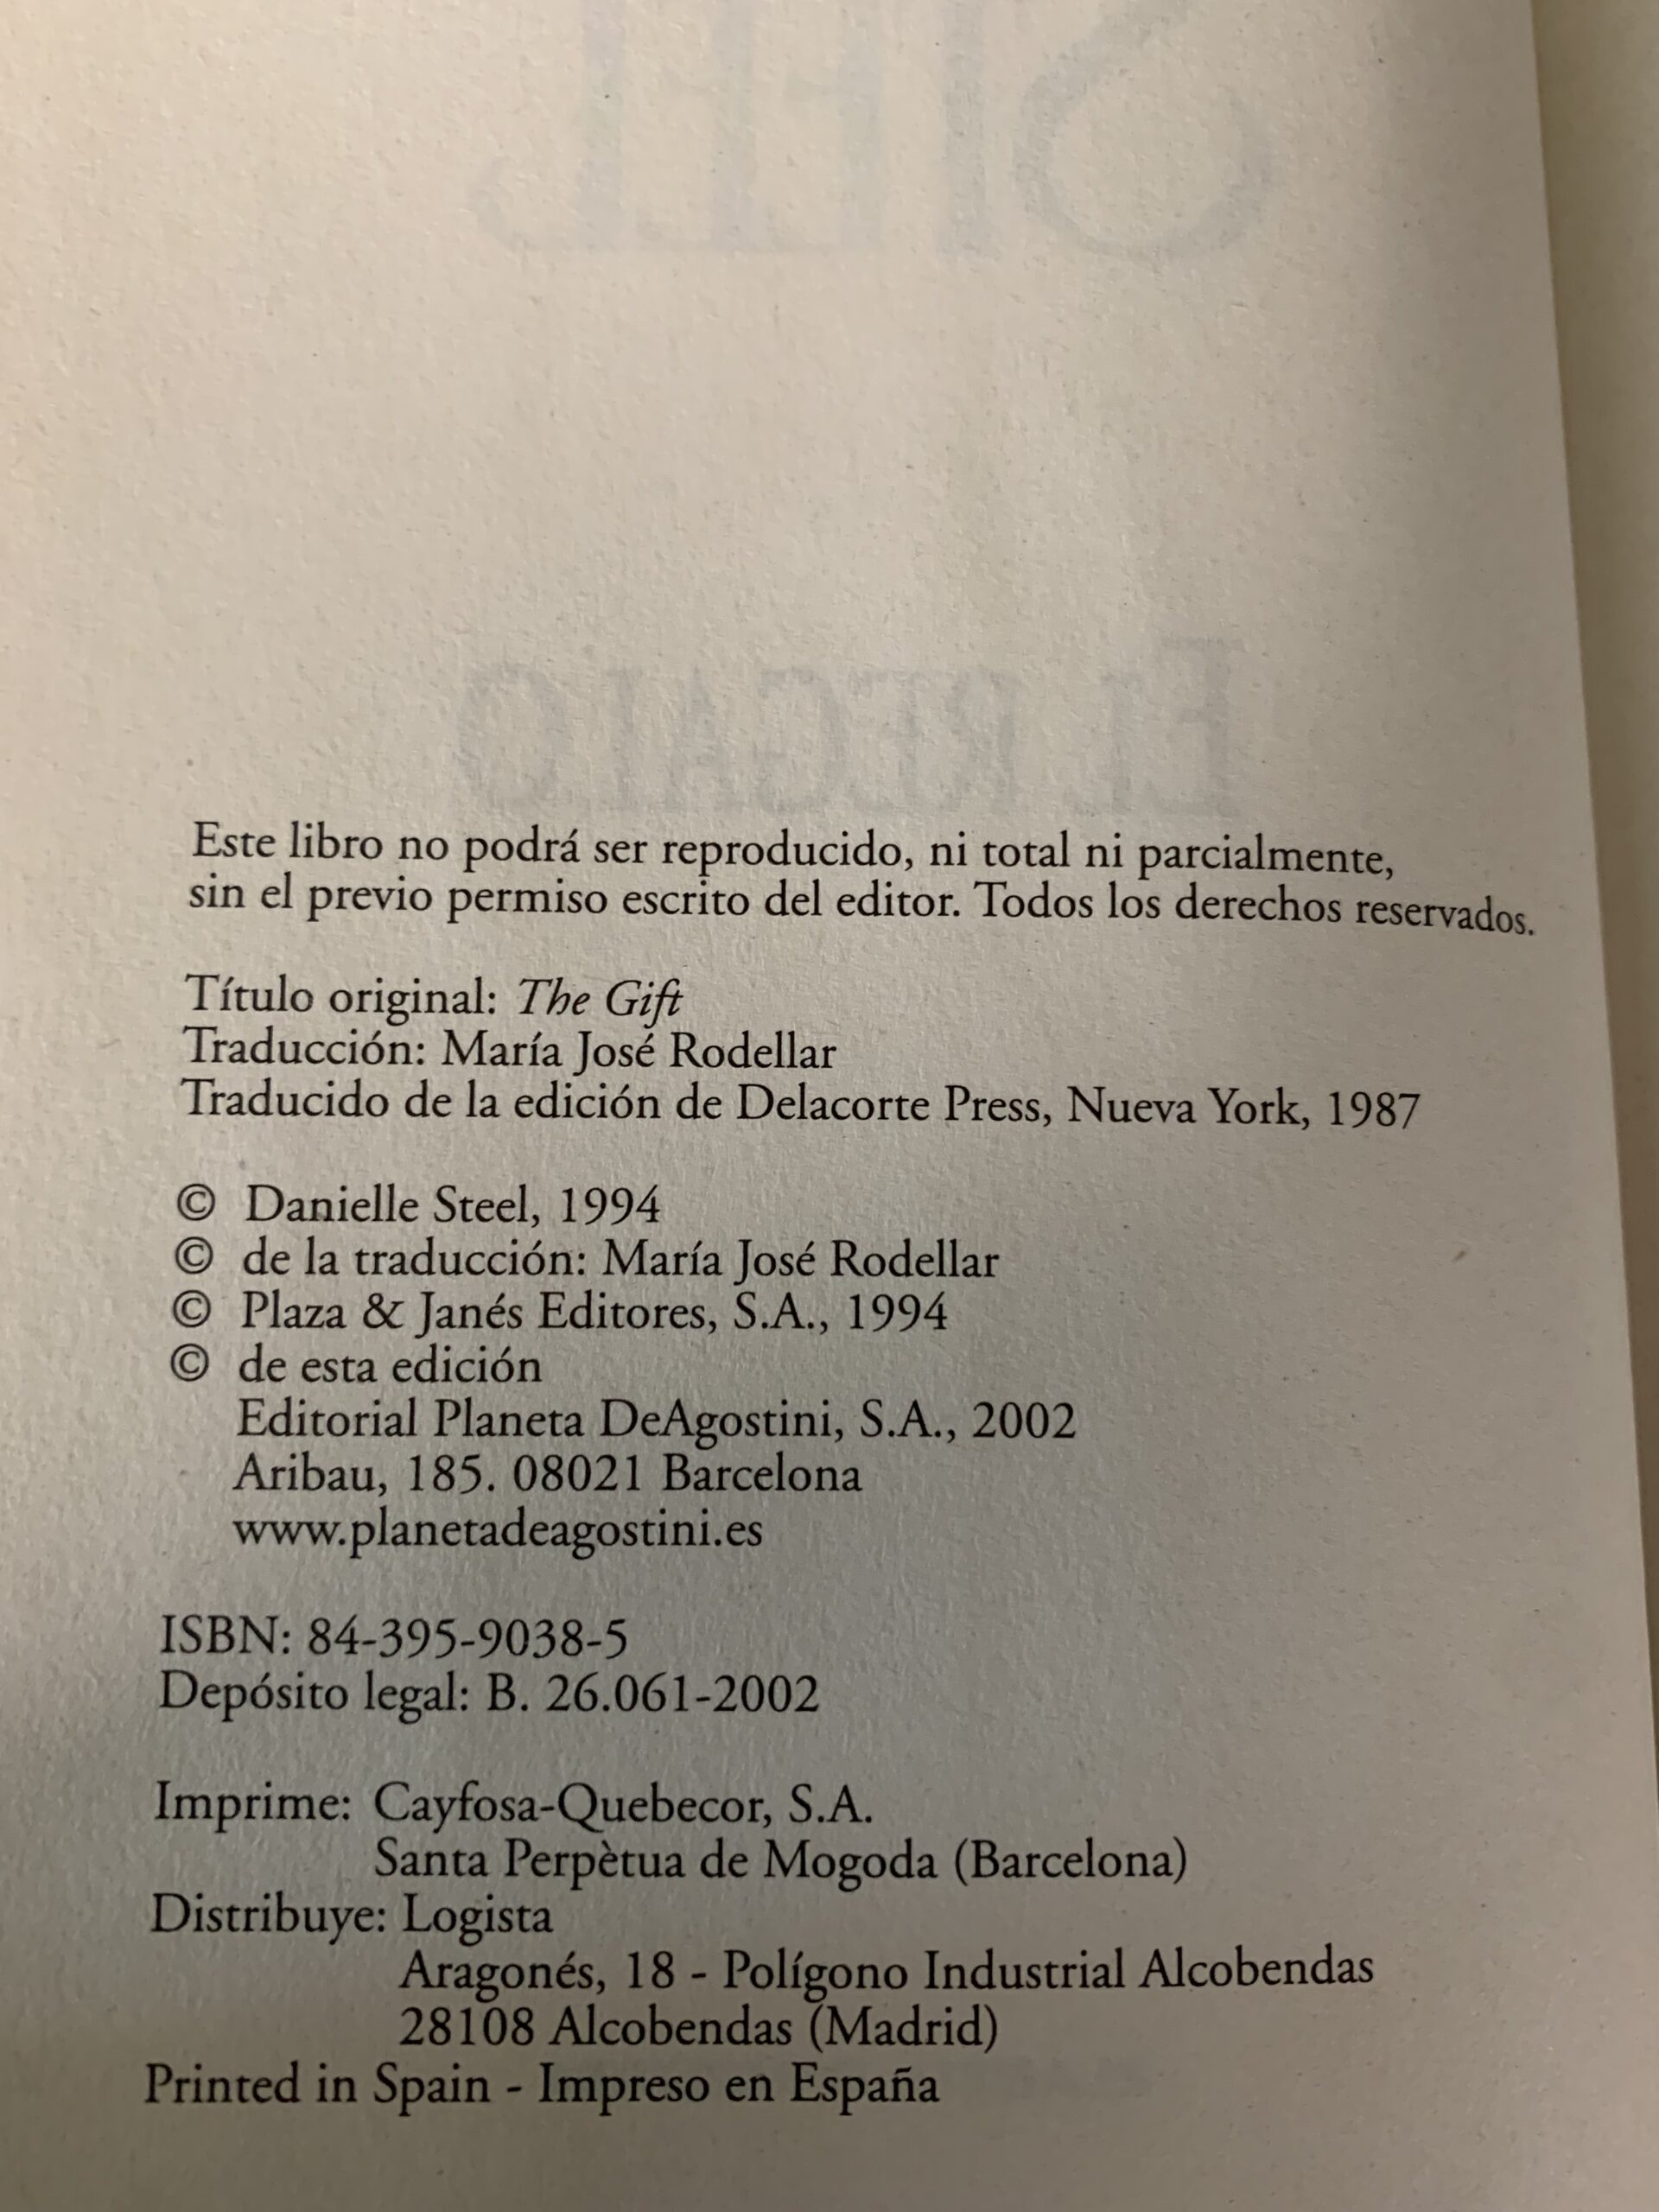 Este libro no podrá ser reproducido, ni total ni parcialmente,
sin el previo permiso escrito del editor. Todos los derechos reservados.
Título original: The Gift
Traducción: María José Rodellar
Traducido de la edición de Delacorte Press, Nueva York, 1987
© Danielle Steel, 1994
© de la traducción: María José Rodellar
© Plaza & Janés Editores, S.A., 1994
© de esta edición
Editorial Planeta DeAgostini, S.A., 2002
Aribau, 185. 08021 Barcelona
www.planetadeagostini.es
ISBN: 84-395-9038-5
Depósito legal: B. 26.061-2002
Imprime: Cayfosa-Quebecor, S.A.
Santa Perpètua de Mogoda (Barcelona)
Distribuye: Logista
Aragonés, 18 - Polígono Industrial Alcobendas
28108 Alcobendas (Madrid)
Printed in Spain - Impreso en España